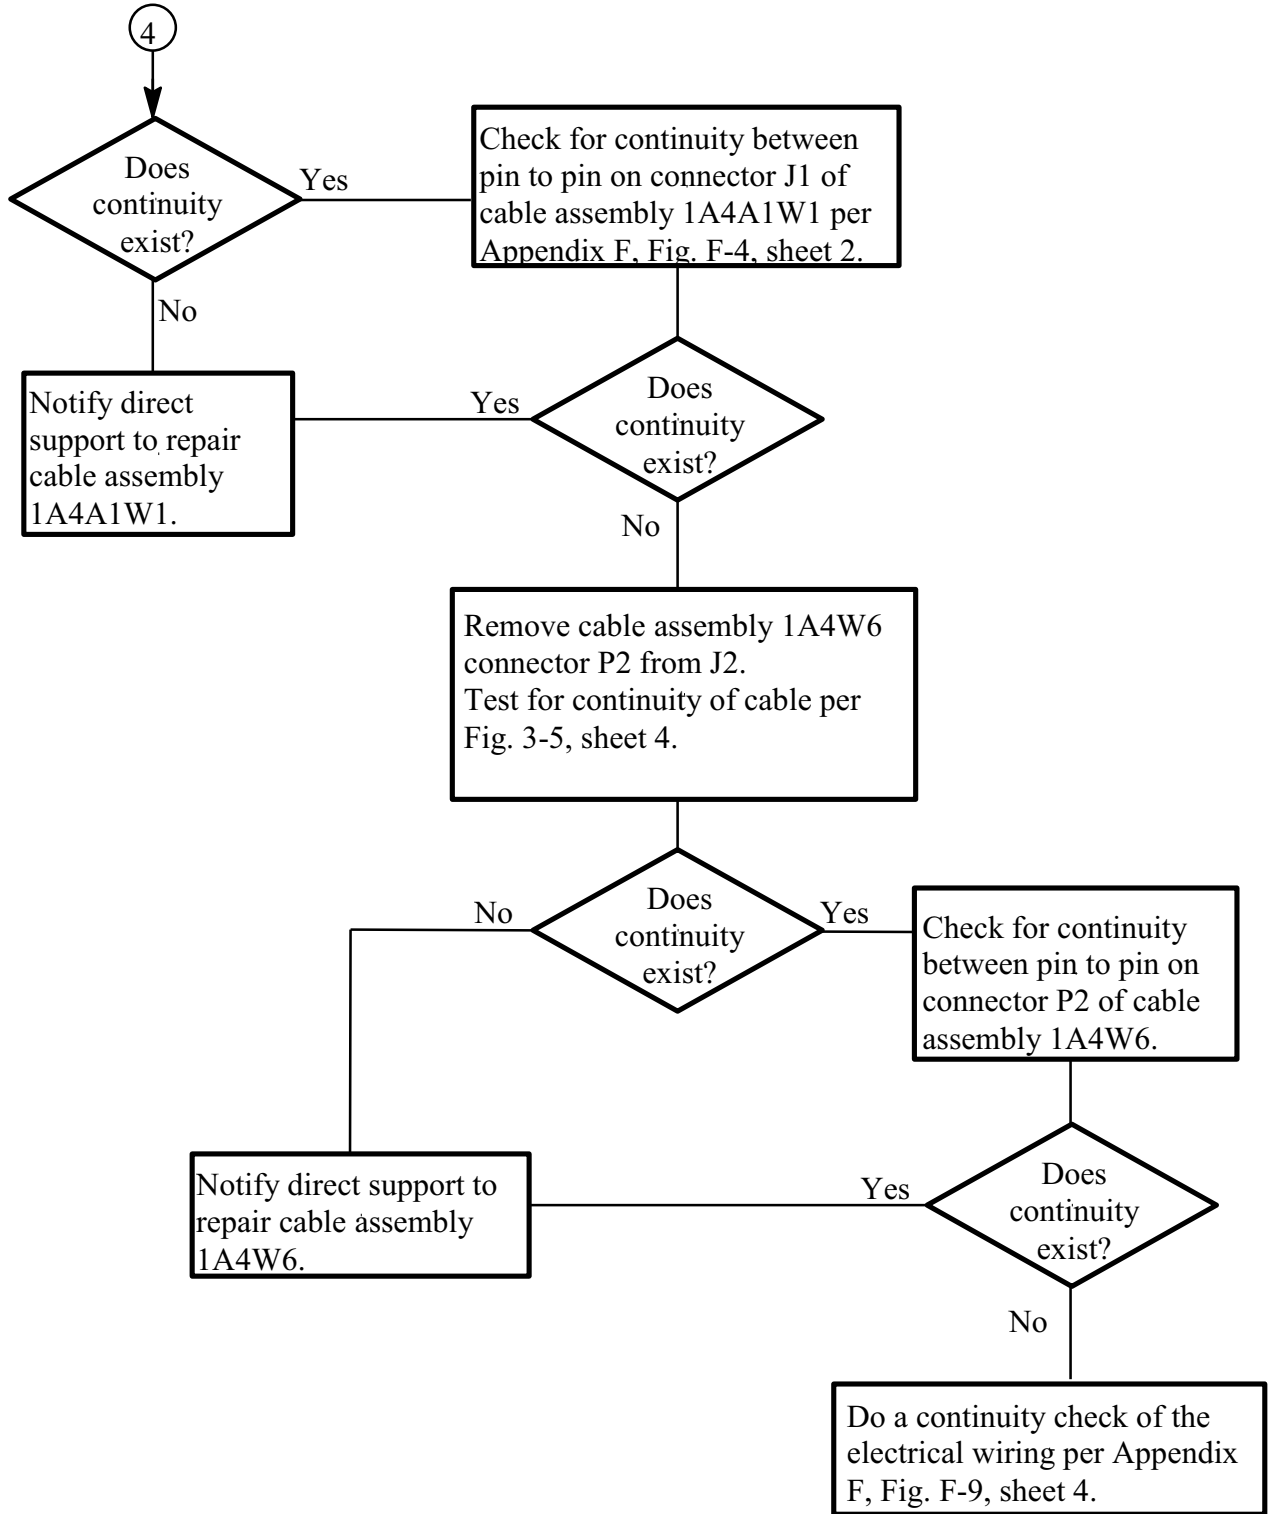 4
Does
continuity
exist?
Yes
Check for continuity between
pin to pin on connector J1 of
cable assembly 1A4A1W1 per
Appendix F, Fig. F-4, sheet 2.
No
Notify direct
support to repair
cable assembly
1A4A1W1.
Yes
Does
continuity
exist?
No
Remove cable assembly 1A4W6
connector P2 from J2.
Test for continuity of cable per
Fig. 3-5, sheet 4.
No
Does
continuity
exist?
Yes
Check for continuity
between pin to pin on
connector P2 of cable
assembly 1A4W6.
Notify direct support to
repair cable assembly
1A4W6.
Yes
Does
continuity
exist?
No
Do a continuity check of the
electrical wiring per Appendix
F, Fig. F-9, sheet 4.